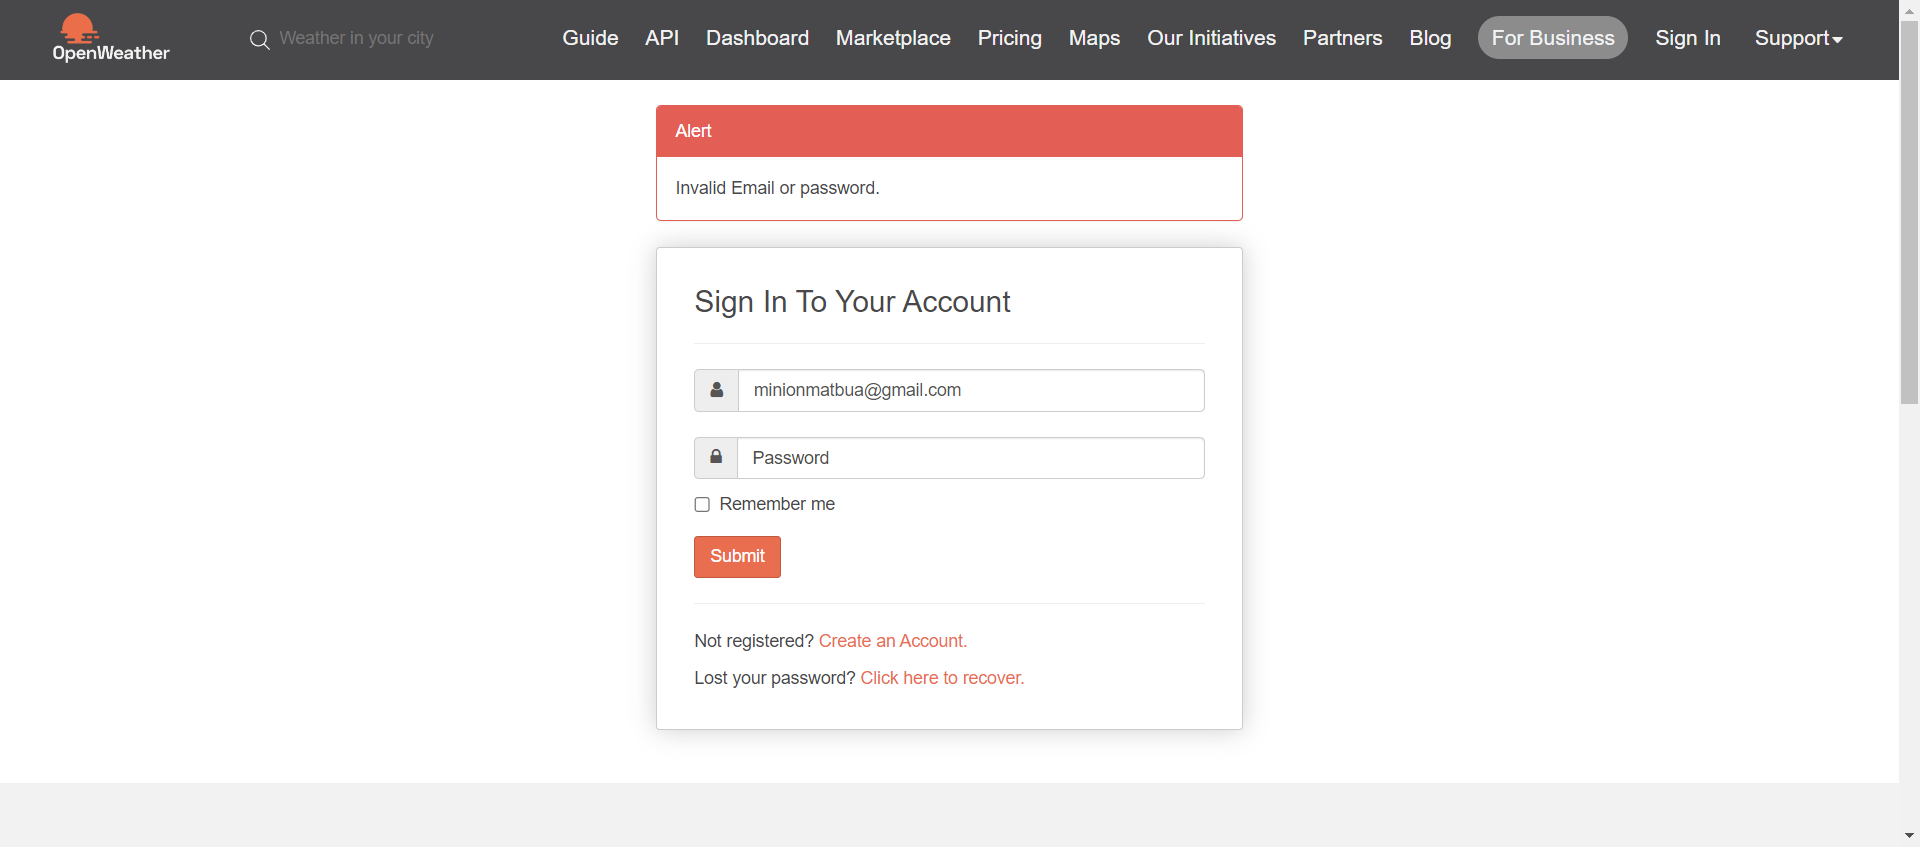 OpenWeather
Weather in your city
Guide API Dashboard Marketplace Pricing Maps Our Initiatives Partners Blog For Business Sign In Support
Alert
Invalid Email or password.
Sign In To Your Account
minionmatbua@gmail.com
Password
Remember me
Submit
Not registered? Create an Account.
Lost your password? Click here to recover.